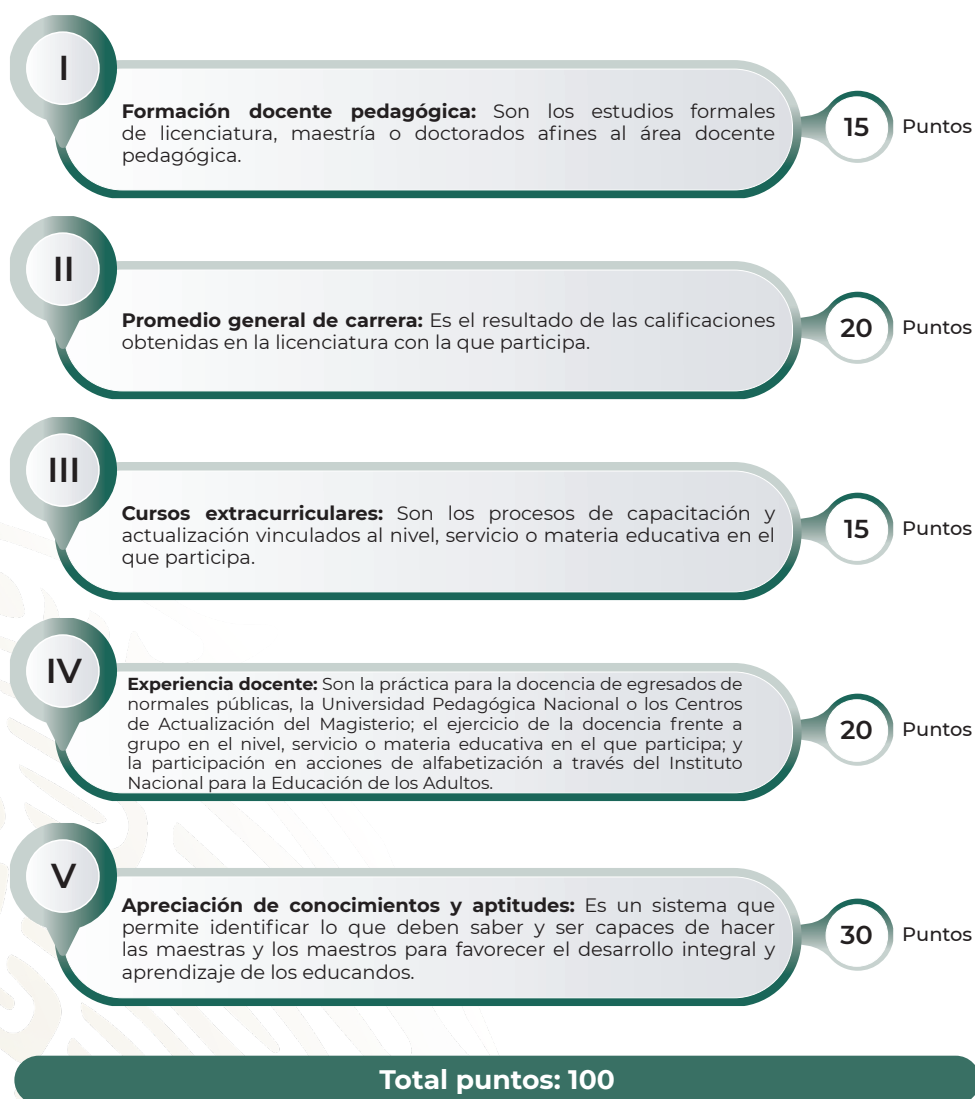 I
Formación docente pedagógica: Son los estudios formales
de licenciatura, maestría o doctorados afines al área docente
pedagógica.
15 Puntos
II
Promedio general de carrera: Es el resultado de las calificaciones
obtenidas en la licenciatura con la que participa.
20 Puntos
III
Cursos extracurriculares: Son los procesos de capacitación y
actualización vinculados al nivel, servicio o materia educativa en el
que participa.
15 Puntos
IV
Experiencia docente: Son la práctica para la docencia de egresados de
normales públicas, la Universidad Pedagógica Nacional o los Centros
de Actualización del Magisterio; el ejercicio de la docencia frente a
grupo en el nivel, servicio o materia educativa en el que participa; y
la participación en acciones de alfabetización a través del Instituto
Nacional para la Educación de los Adultos.
20 Puntos
V
Apreciación de conocimientos y aptitudes: Es un sistema que
permite identificar lo que deben saber y ser capaces de hacer
las maestras y los maestros para favorecer el desarrollo integral y
aprendizaje de los educandos.
30 Puntos
Total puntos: 100